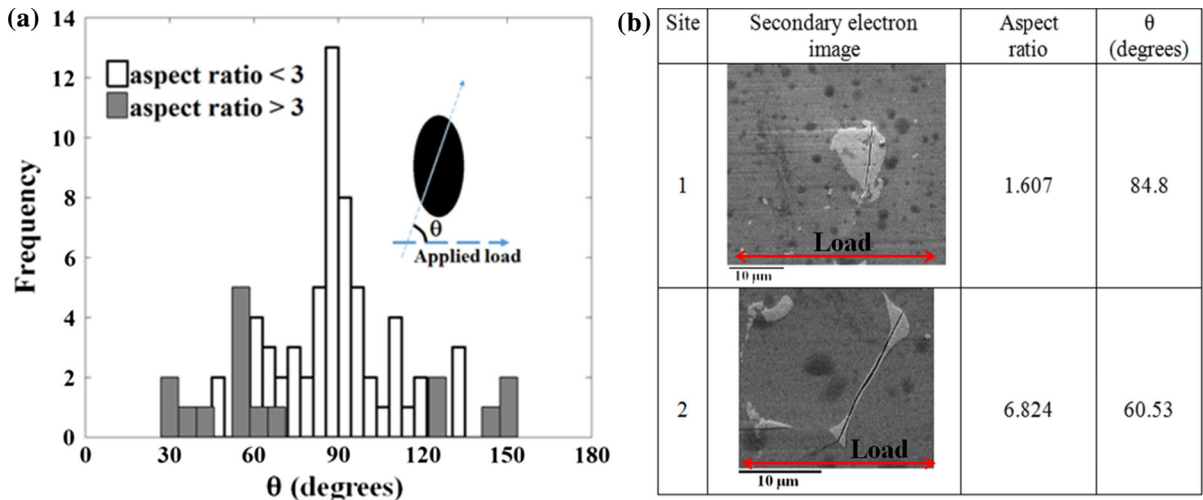 (a)
14
12
10
8
6
4
2
0
Frequency
aspect ratio < 3
aspect ratio > 3
θ
Applied load
0 30 60 90 120 150 180
θ (degrees)
(b)
Site Secondary electron image Aspect ratio θ (degrees)
1 1.607 84.8
Load
10 µm
2 6.824 60.53
Load
10 µm